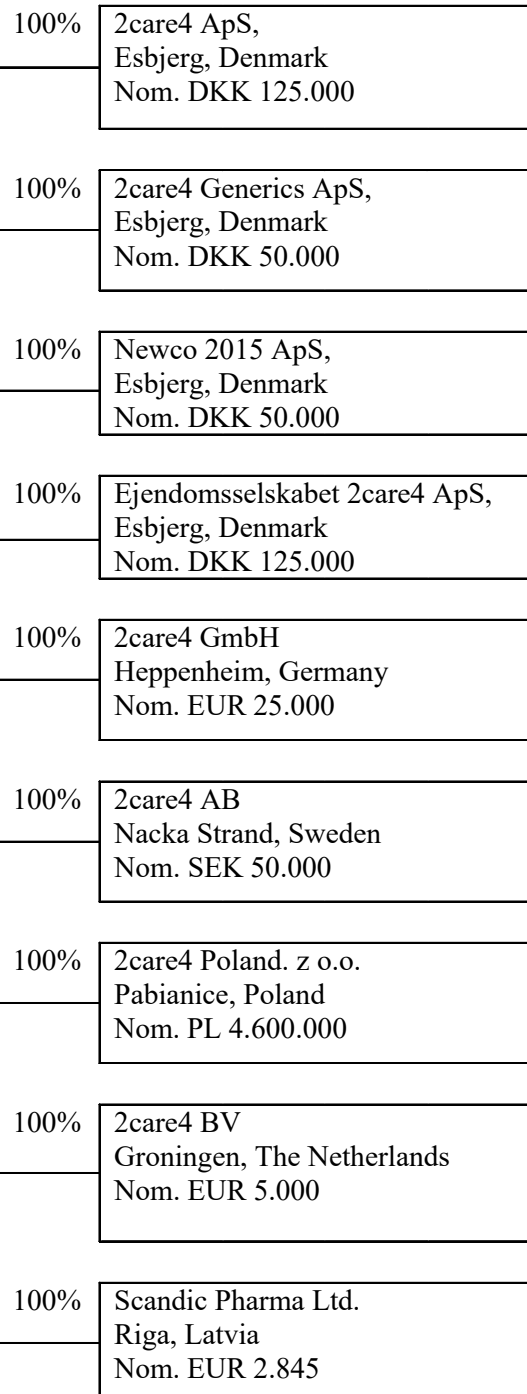 100% 2care4 ApS,
Esbjerg, Denmark
Nom. DKK 125.000
100% 2care4 Generics ApS,
Esbjerg, Denmark
Nom. DKK 50.000
100% Newco 2015 ApS,
Esbjerg, Denmark
Nom. DKK 50.000
100% Ejendomsselskabet 2care4 ApS,
Esbjerg, Denmark
Nom. DKK 125.000
100% 2care4 GmbH
Heppenheim, Germany
Nom. EUR 25.000
100% 2care4 AB
Nacka Strand, Sweden
Nom. SEK 50.000
100% 2care4 Poland. z o.o.
Pabianice, Poland
Nom. PL 4.600.000
100% 2care4 BV
Groningen, The Netherlands
Nom. EUR 5.000
100% Scandic Pharma Ltd.
Riga, Latvia
Nom. EUR 2.845